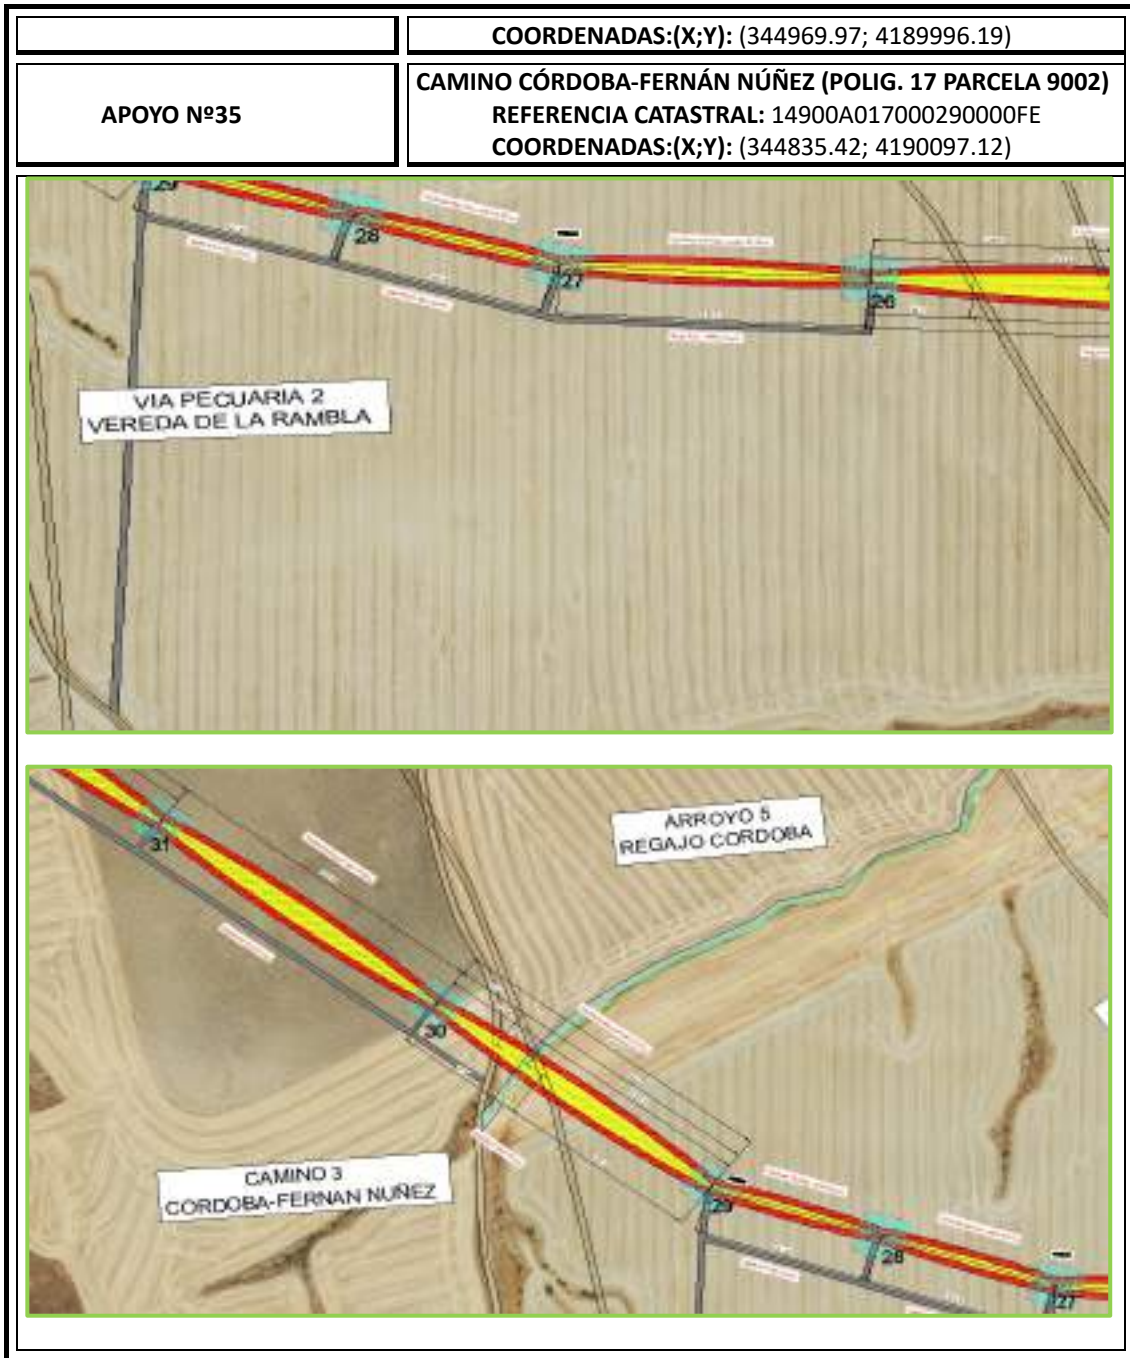 COORDENADAS:(X;Y): (344969.97; 4189996.19)
APOYO Nº35
CAMINO CÓRDOBA-FERNÁN NÚÑEZ (POLIG. 17 PARCELA 9002)
REFERENCIA CATASTRAL: 14900A017000290000FE
COORDENADAS:(X;Y): (344835.42; 4190097.12)
29
28
27
26
VIA PECUARIA 2
VEREDA DE LA RAMBLA
ARROYO 5
REGAJO CORDOBA
31
30
CAMINO 3
CORDOBA-FERNAN NUÑEZ
29
28
27